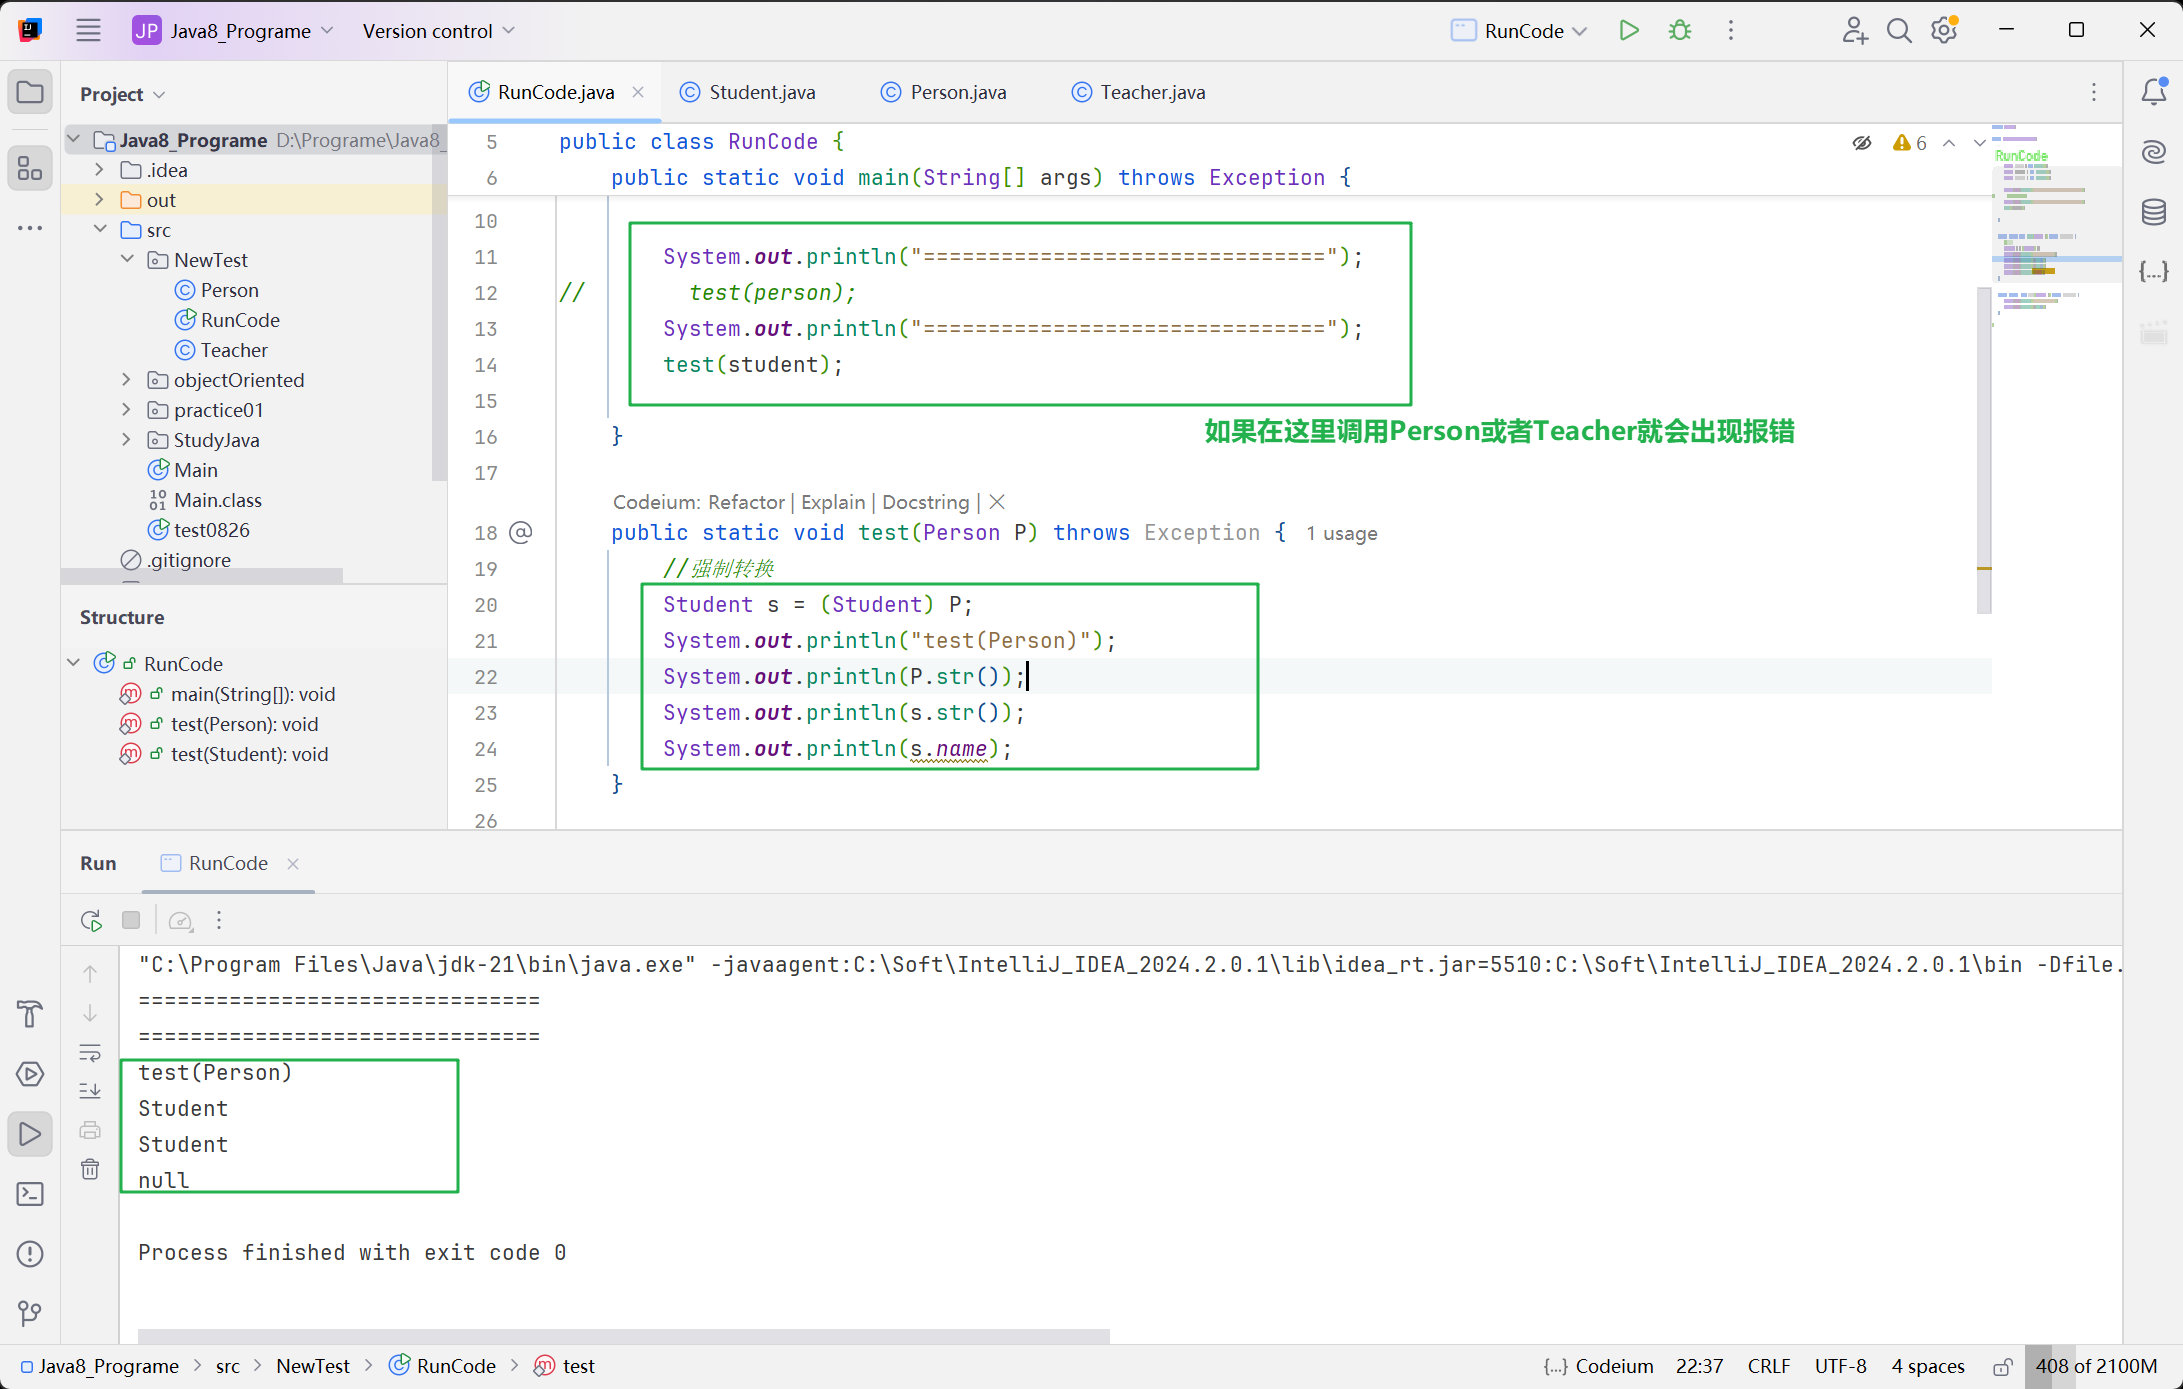 JP Java8_Programe Version control RunCode
Project
Java8_Programe D:\Programe\Java8_
.idea
out
src
NewTest
Person
RunCode
Teacher
objectOriented
practice01
StudyJava
Main
Main.class
test0826
.gitignore
Structure
RunCode
main(String[]): void
test(Person): void
test(Student): void
RunCode.java Student.java Person.java Teacher.java
5 public class RunCode {
6 public static void main(String[] args) throws Exception {
6
RunCode
10
11 System.out.println("===============================");
12 // test(person);
13 System.out.println("===============================");
14 test(student);
15
如果在这里调用Person或者Teacher就会出现报错
16 }
17
Codeium: Refactor | Explain | Docstring |
18 @ public static void test(Person P) throws Exception { 1 usage
19 //强制转换
20 Student s = (Student) P;
21 System.out.println("test(Person)");
22 System.out.println(P.str());
23 System.out.println(s.str());
24 System.out.println(s.name);
25 }
26
Run RunCode
"C:\Program Files\Java\jdk-21\bin\java.exe" -javaagent:C:\Soft\IntelliJ_IDEA_2024.2.0.1\lib\idea_rt.jar=5510:C:\Soft\IntelliJ_IDEA_2024.2.0.1\bin -Dfile.
===============================
===============================
test(Person)
Student
Student
null
Process finished with exit code 0
Java8_Programe > src > NewTest > RunCode > test
{...} Codeium 22:37 CRLF UTF-8 4 spaces 408 of 2100M